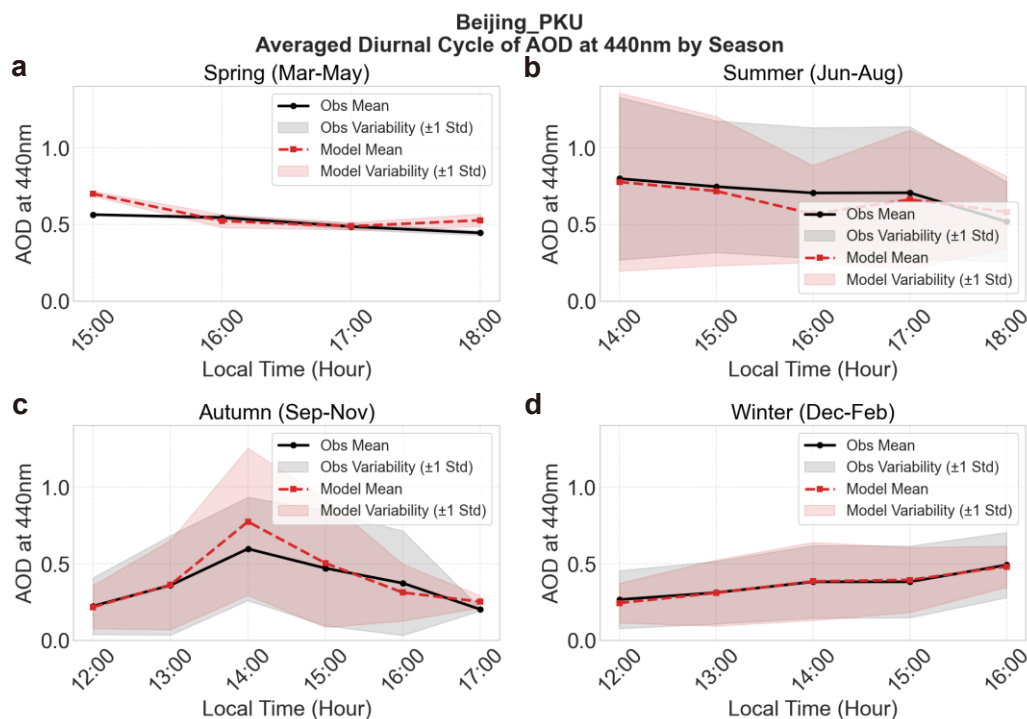 Beijing_PKU
Averaged Diurnal Cycle of AOD at 440nm by Season
a
Spring (Mar-May)
AOD at 440nm
1.0
0.5
0.0
Obs Mean
Obs Variability (±1 Std)
Model Mean
Model Variability (±1 Std)
15:00
16:00
17:00
18:00
Local Time (Hour)
b
Summer (Jun-Aug)
AOD at 440nm
1.0
0.5
0.0
Obs Mean
Obs Variability (±1 Std)
Model Mean
Model Variability (±1 Std)
14:00
15:00
16:00
17:00
18:00
Local Time (Hour)
c
Autumn (Sep-Nov)
AOD at 440nm
1.0
0.5
0.0
Obs Mean
Obs Variability (±1 Std)
Model Mean
Model Variability (±1 Std)
12:00
13:00
14:00
15:00
16:00
17:00
Local Time (Hour)
d
Winter (Dec-Feb)
AOD at 440nm
1.0
0.5
0.0
Obs Mean
Obs Variability (±1 Std)
Model Mean
Model Variability (±1 Std)
12:00
13:00
14:00
15:00
16:00
Local Time (Hour)